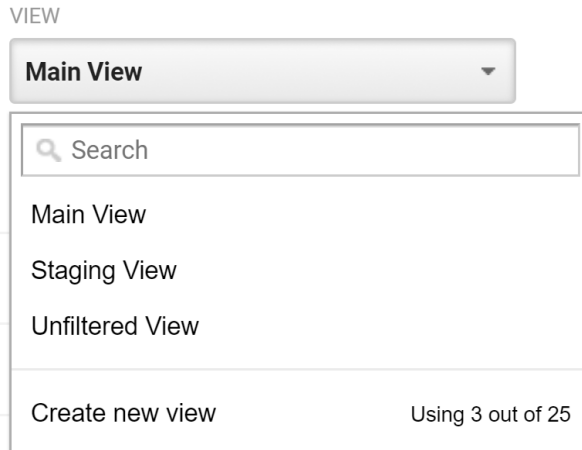 VIEW
Main View
Search
Main View
Staging View
Unfiltered View
Create new view Using 3 out of 25